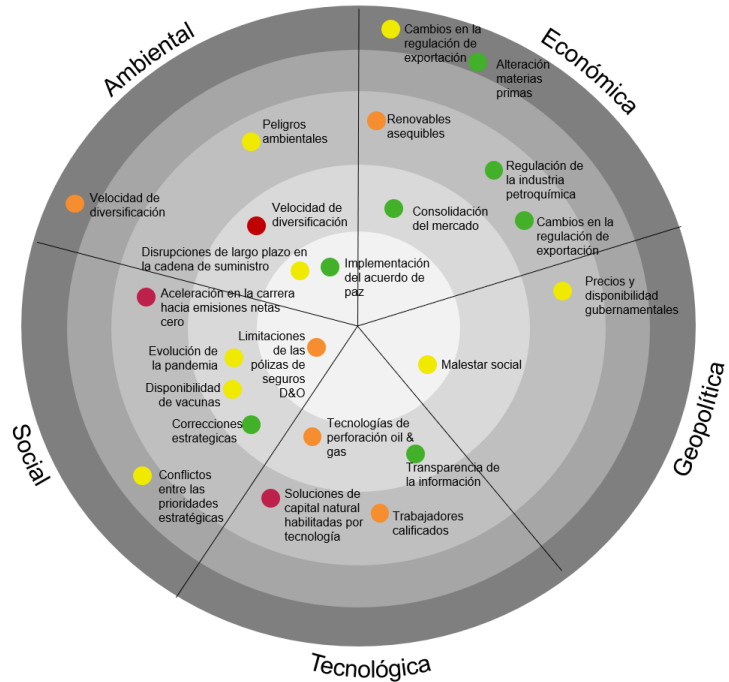 Ambiental
Económica
Cambios en la
regulación de
exportación
Alteración
materias
primas
Peligros
ambientales
Renovables
asequibles
Regulación de
la industria
petroquímica
Velocidad de
diversificación
Velocidad de
diversificación
Consolidación
del mercado
Cambios en la
regulación de
exportación
Disrupciones de largo plazo en
la cadena de suministro
Implementación
del acuerdo de
paz
Precios y
disponibilidad
gubernamentales
Aceleración en la carrera
hacia emisiones netas
cero
Limitaciones
de las
pólizas de
seguros
D&O
Evolución de
la pandemia
Malestar social
Disponibilidad
de vacunas
Correcciones
estrategicas
Tecnologías de
perforación oil &
gas
Transparencia de
la información
Geopolítica
Social
Conflictos
entre las
prioridades
estratégicas
Soluciones de
capital natural
habilitadas por
tecnología
Trabajadores
calificados
Tecnológica